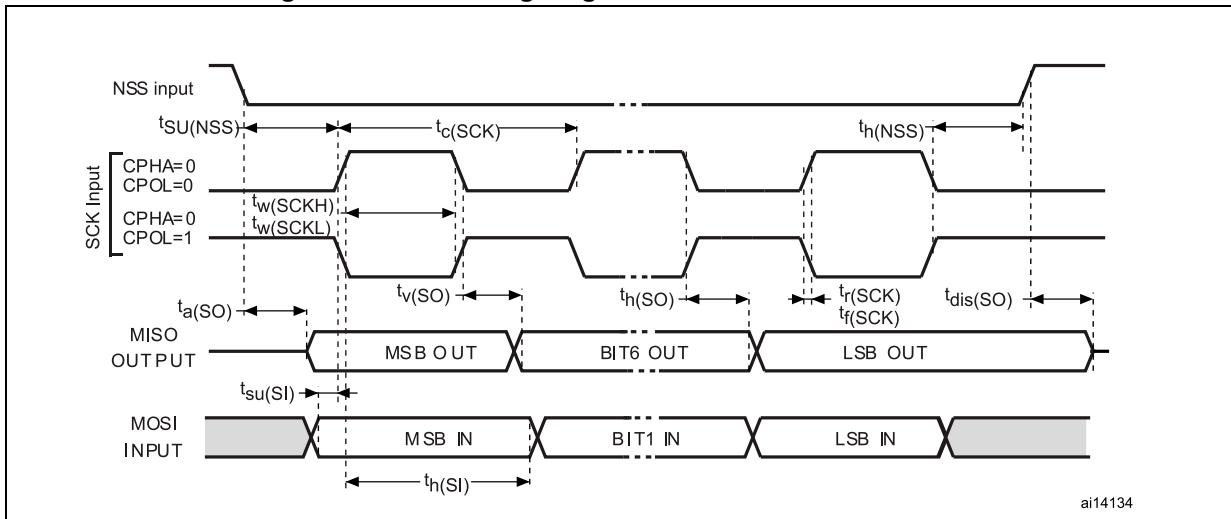 NSS input
tSU(NSS)
tc(SCK)
th(NSS)
SCK Input
CPHA=0
CPOL=0
tw(SCKH)
CPHA=0
tw(SCKL)
CPOL=1
tv(SO)
th(SO)
tr(SCK)
tf(SCK)
tdis(SO)
ta(SO)
MISO
OUTPUT
MSB OUT
BIT6 OUT
LSB OUT
tsu(SI)
MOSI
INPUT
MSB IN
BIT1 IN
LSB IN
th(SI)
ai14134